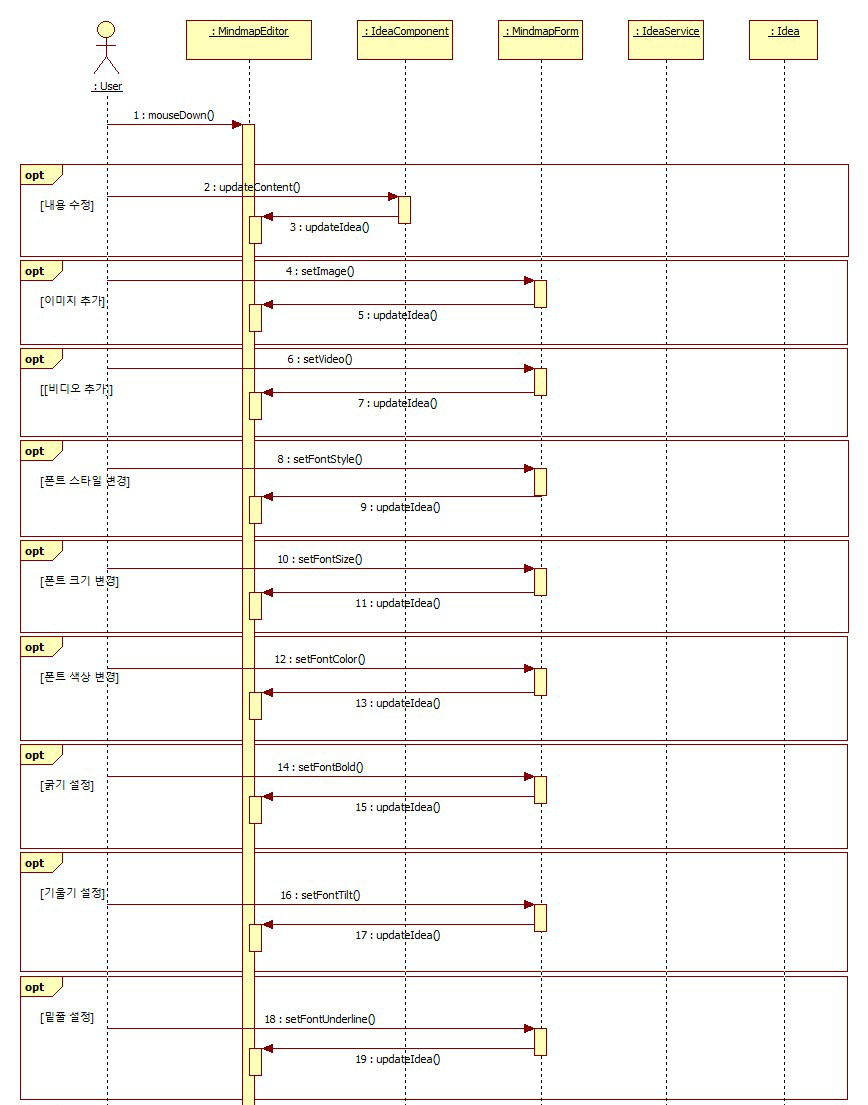 : MindmapEditor
: IdeaComponent
: MindmapForm
: IdeaService
: Idea
: User
1 : mouseDown()
opt
2 : updateContent()
[내용 수정]
3 : updateIdea()
opt
4 : setImage()
[이미지 추가]
5 : updateIdea()
opt
6 : setVideo()
[[비디오 추가]]
7 : updateIdea()
opt
8 : setFontStyle()
[폰트 스타일 변경]
9 : updateIdea()
opt
10 : setFontSize()
[폰트 크기 변경]
11 : updateIdea()
opt
12 : setFontColor()
[폰트 색상 변경]
13 : updateIdea()
opt
14 : setFontBold()
[굵기 설정]
15 : updateIdea()
opt
[기울기 설정]
16 : setFontTilt()
17 : updateIdea()
opt
[밑줄 설정]
18 : setFontUnderline()
19 : updateIdea()